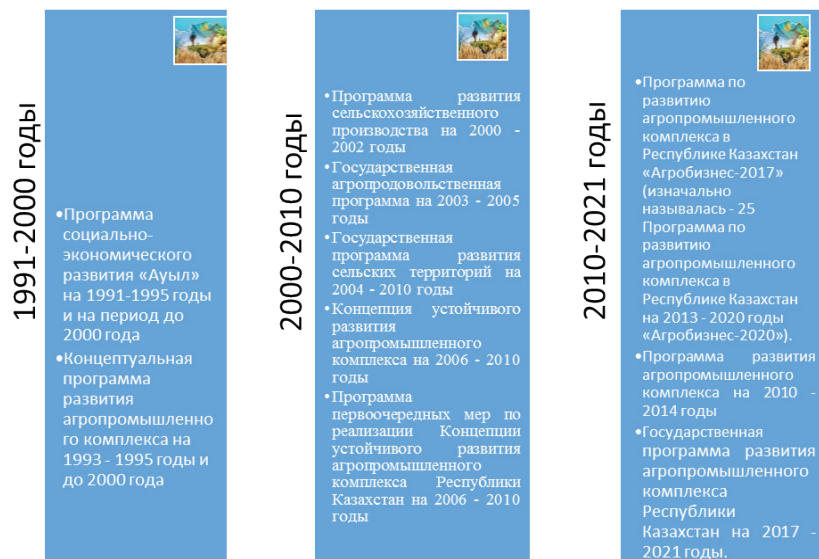 1991-2000 годы
•Программа
социально-
экономического
развития «Ауыл»
на 1991-1995 годы
и на период до
2000 года
•Концептуальная
программа
развития
агропромышленно
го комплекса на
1993 - 1995 годы и
до 2000 года
2000-2010 годы
•Программа развития
сельскохозяйственного
производства на 2000 -
2002 годы
•Государственная
агропродовольственная
программа на 2003 - 2005
годы
•Государственная
программа развития
сельских территорий на
2004 - 2010 годы
•Концепция устойчивого
развития
агропромышленного
комплекса на 2006 - 2010
годы
•Программа
первоочередных мер по
реализации Концепции
устойчивого развития
агропромышленного
комплекса Республики
Казахстан на 2006 - 2010
годы
2010-2021 годы
•Программа по
развитию
агропромышленного
комплекса в
Республике Казахстан
«Агробизнес-2017»
(изначально
называлась - 25
Программа по
развитию
агропромышленного
комплекса в
Республике Казахстан
на 2013 - 2020 годы
«Агробизнес-2020»).
•Программа развития
агропромышленного
комплекса на 2010 -
2014 годы
•Государственная
программа развития
агропромышленного
комплекса
Республики
Казахстан на 2017 -
2021 годы.